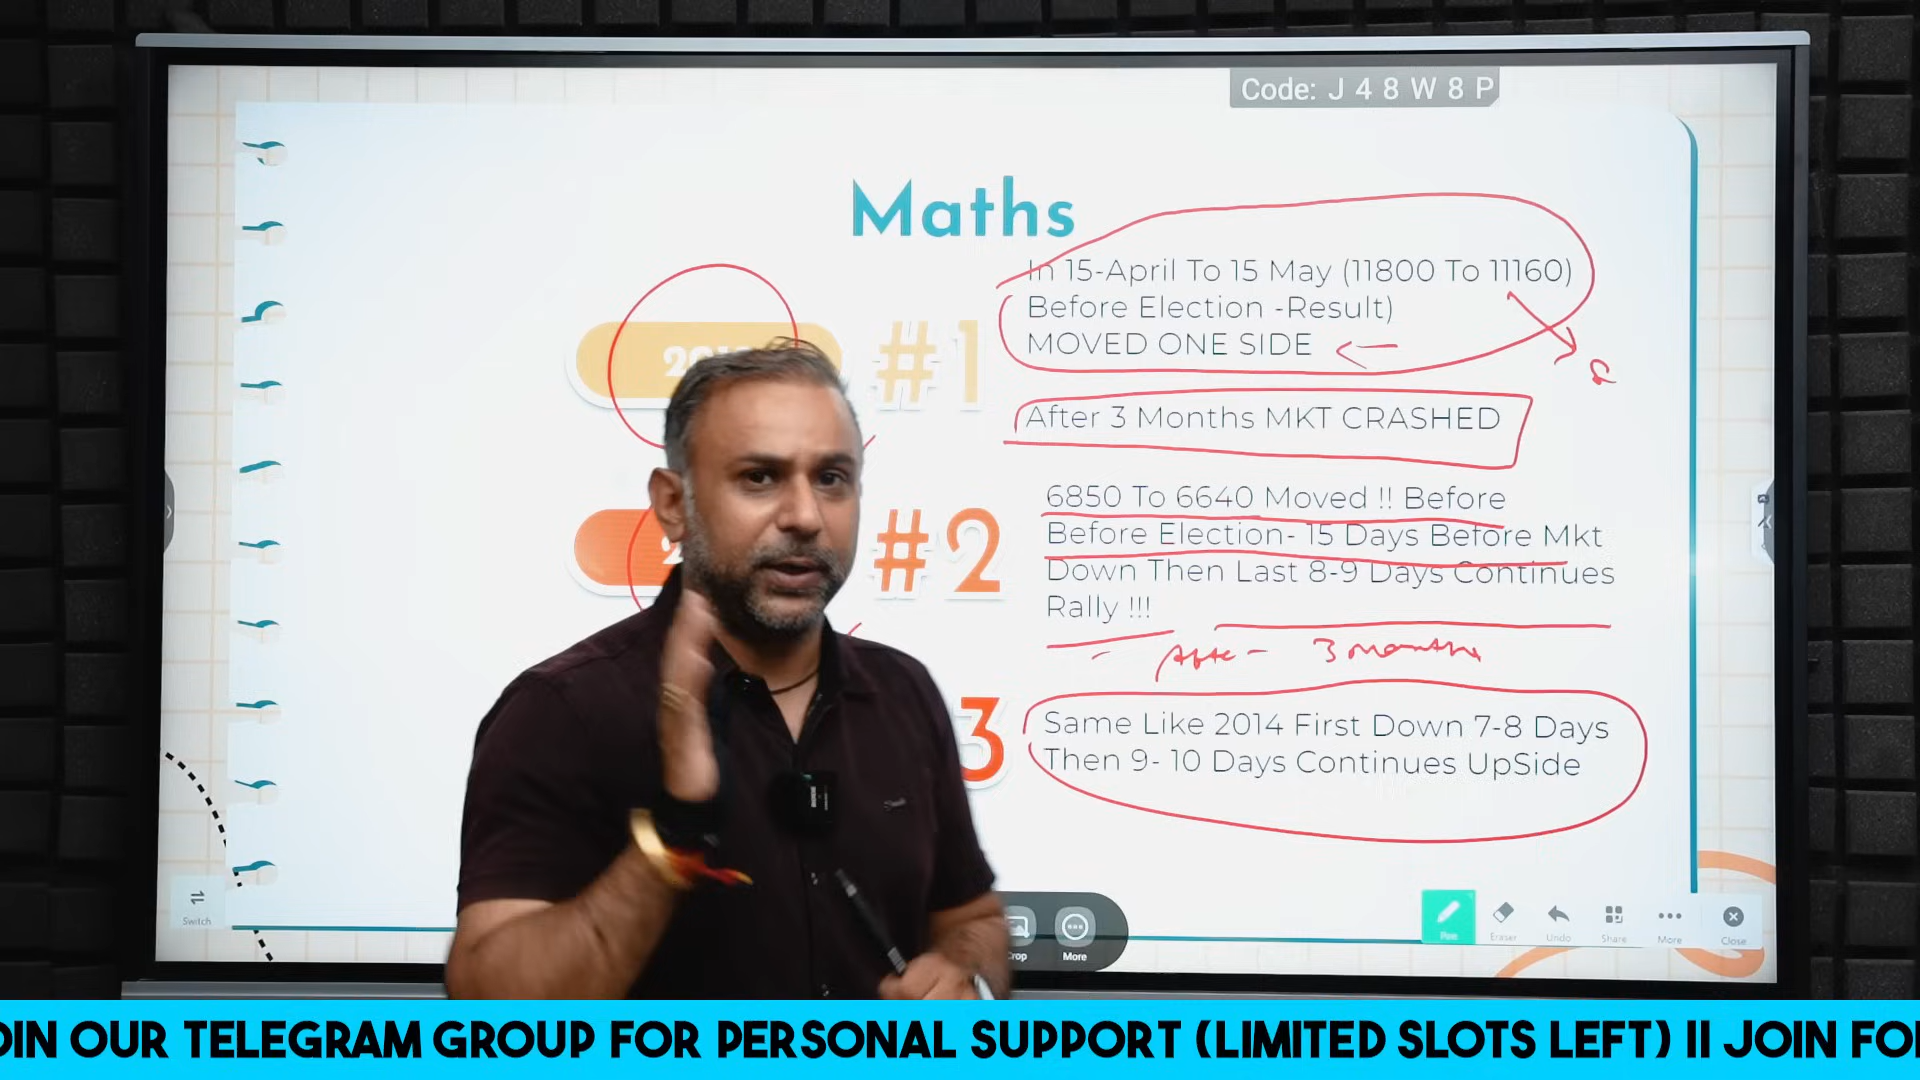 Code: J 4 8 W 8 P
Maths
In 15-April To 15 May (11800 To 11160)
Before Election -Result)
MOVED ONE SIDE
#1
After 3 Months MKT CRASHED
#2
6850 To 6640 Moved !! Before
Before Election- 15 Days Before Mkt
Down Then Last 8-9 Days Continues
Rally !!!
After - 3 months
3
Same Like 2014 First Down 7-8 Days
Then 9- 10 Days Continues UpSide
Switch
Crop
More
Pen
Eraser
Undo
Share
More
Close
OIN OUR TELEGRAM GROUP FOR PERSONAL SUPPORT (LIMITED SLOTS LEFT) II JOIN FO